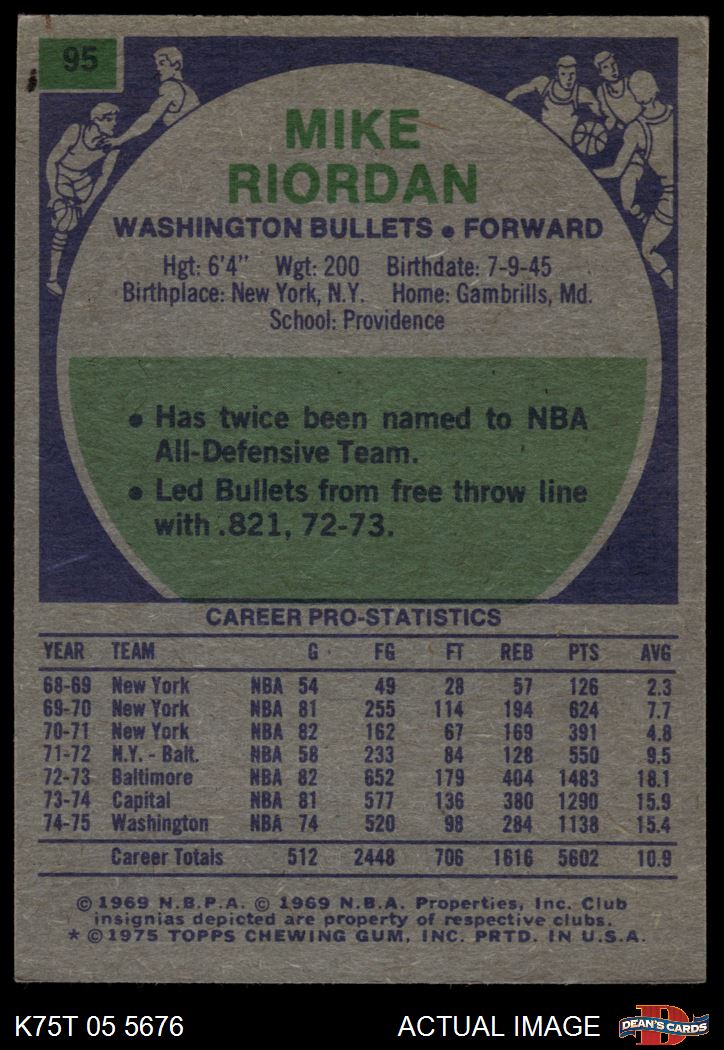 95
MIKE
RIORDAN
WASHINGTON BULLETS • FORWARD
Hgt: 6'4" Wgt: 200 Birthdate: 7-9-45
Birthplace: New York, N.Y. Home: Gambrills, Md.
School: Providence
• Has twice been named to NBA
All-Defensive Team.
• Led Bullets from free throw line
with .821, 72-73.
CAREER PRO-STATISTICS
YEAR TEAM G FG FT REB PTS AVG
68-69 New York NBA 54 49 28 57 126 2.3
69-70 New York NBA 81 255 114 194 624 7.7
70-71 New York NBA 82 162 67 169 391 4.8
71-72 N.Y. - Balt. NBA 58 233 84 128 550 9.5
72-73 Baltimore NBA 82 652 179 404 1483 18.1
73-74 Capital NBA 81 577 136 380 1290 15.9
74-75 Washington NBA 74 520 98 284 1138 15.4
Career Totals 512 2448 706 1616 5602 10.9
© 1969 N.B.P.A. © 1969 N.B.A. Properties, Inc. Club
insignias depicted are property of respective clubs.
* © 1975 TOPPS CHEWING GUM, INC. PRTD. IN U.S.A.
K75T 05 5676 ACTUAL IMAGE D DEAN'S CARDS